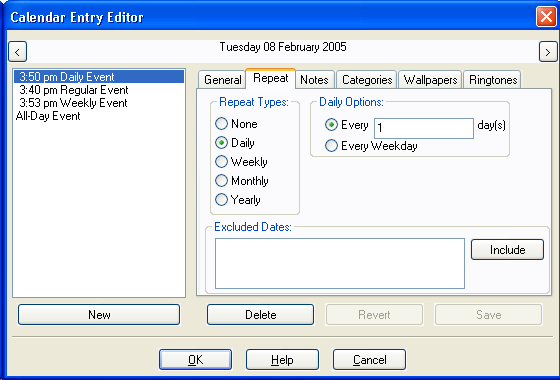 Calendar Entry Editor
< Tuesday 08 February 2005 >
3:50 pm Daily Event
3:40 pm Regular Event
3:53 pm Weekly Event
All-Day Event
General Repeat Notes Categories Wallpapers Ringtones
Repeat Types:
None
Daily
Weekly
Monthly
Yearly
Daily Options:
Every 1 day(s)
Every Weekday
Excluded Dates:
Include
New Delete Revert Save
OK Help Cancel